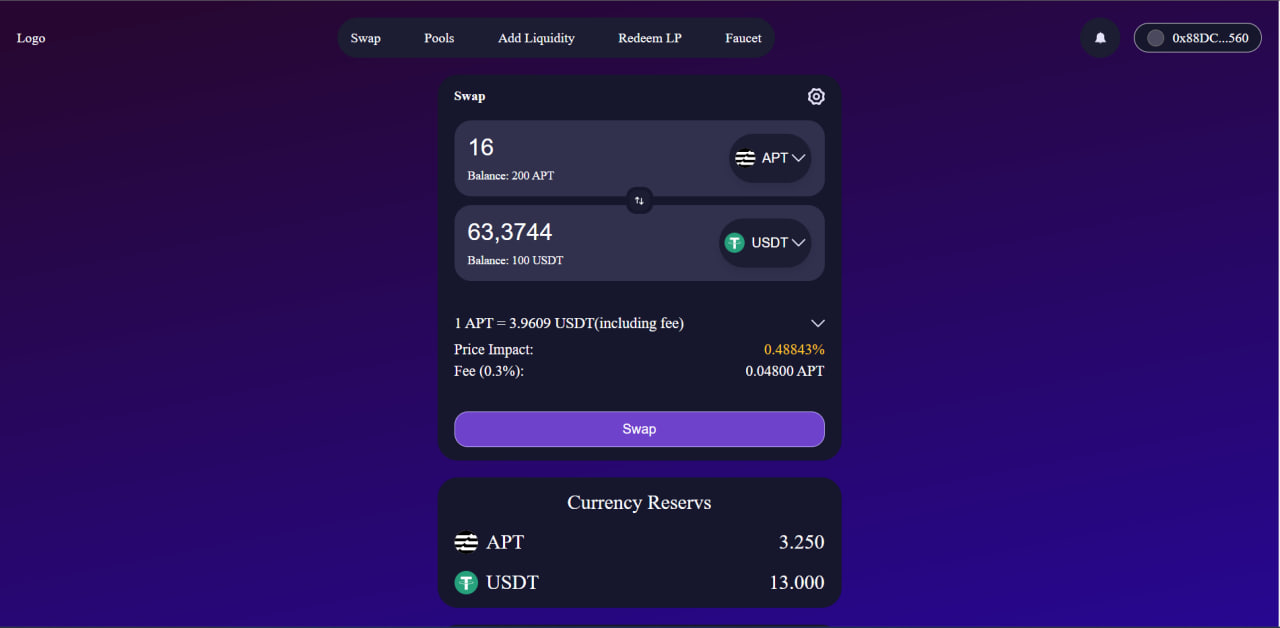 Logo
Swap Pools Add Liquidity Redeem LP Faucet
0x88DC...560
Swap
16
APT
Balance: 200 APT
63,3744
USDT
Balance: 100 USDT
1 APT = 3.9609 USDT(including fee)
Price Impact: 0.48843%
Fee (0.3%): 0.04800 APT
Swap
Currency Reservs
APT 3.250
USDT 13.000